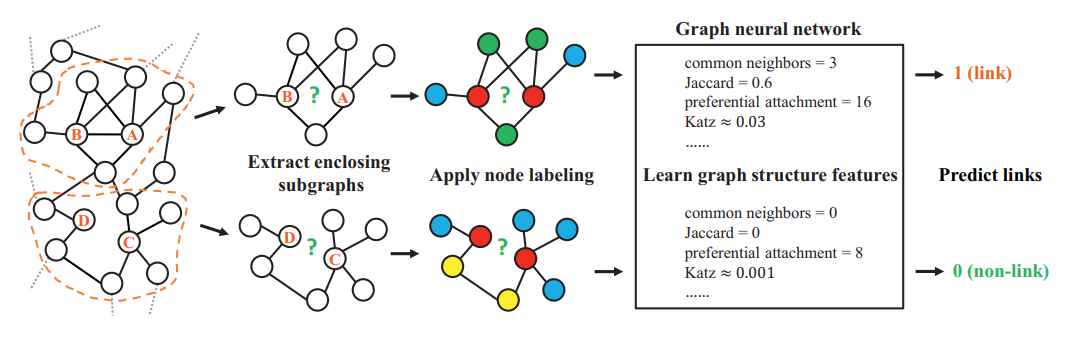 Graph neural network
common neighbors = 3
Jaccard = 0.6
preferential attachment = 16
Katz ≈ 0.03
......
1 (link)
B
A
B
?
A
?
Extract enclosing
subgraphs
Apply node labeling
Learn graph structure features
Predict links
D
C
D
?
C
?
common neighbors = 0
Jaccard = 0
preferential attachment = 8
Katz ≈ 0.001
......
0 (non-link)